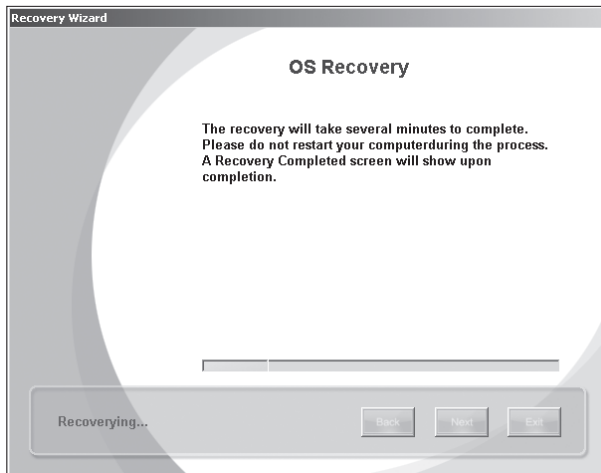 Recovery Wizard
OS Recovery
The recovery will take several minutes to complete.
Please do not restart your computerduring the process.
A Recovery Completed screen will show upon
completion.
Recoverying...
Back
Next
Exit